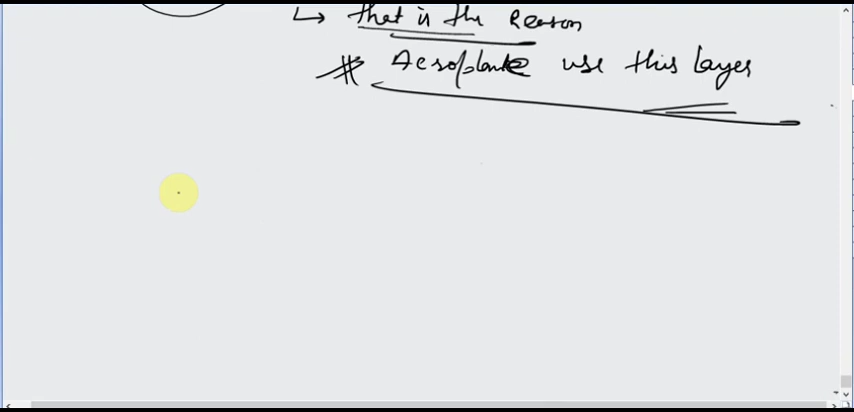 ↳ that is the Reason
# Aeroplane use this layer